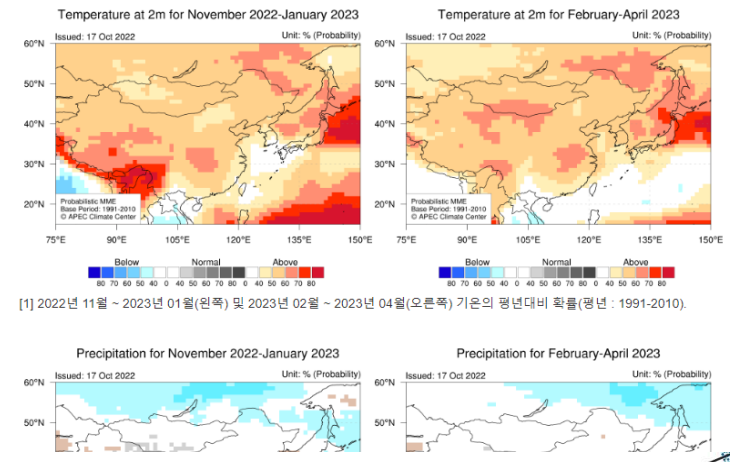 Temperature at 2m for November 2022-January 2023
Temperature at 2m for February-April 2023
Issued: 17 Oct 2022 Unit: % (Probability)
Issued: 17 Oct 2022 Unit: % (Probability)
60°N
50°N
40°N
30°N
20°N
60°N
50°N
40°N
30°N
20°N
Probabilistic MME
Base Period: 1991-2010
© APEC Climate Center
Probabilistic MME
Base Period: 1991-2010
© APEC Climate Center
75°E 90°E 105°E 120°E 135°E 150°E
75°E 90°E 105°E 120°E 135°E 150°E
Below Normal Above
80 70 60 50 40 0 40 50 60 70 80 0 40 50 60 70 80
Below Normal Above
80 70 60 50 40 0 40 50 60 70 80 0 40 50 60 70 80
[1] 2022년 11월 ~ 2023년 01월(왼쪽) 및 2023년 02월 ~ 2023년 04월(오른쪽) 기온의 평년대비 확률(평년 : 1991-2010).
Precipitation for November 2022-January 2023
Precipitation for February-April 2023
Issued: 17 Oct 2022 Unit: % (Probability)
Issued: 17 Oct 2022 Unit: % (Probability)
60°N
50°N
60°N
50°N